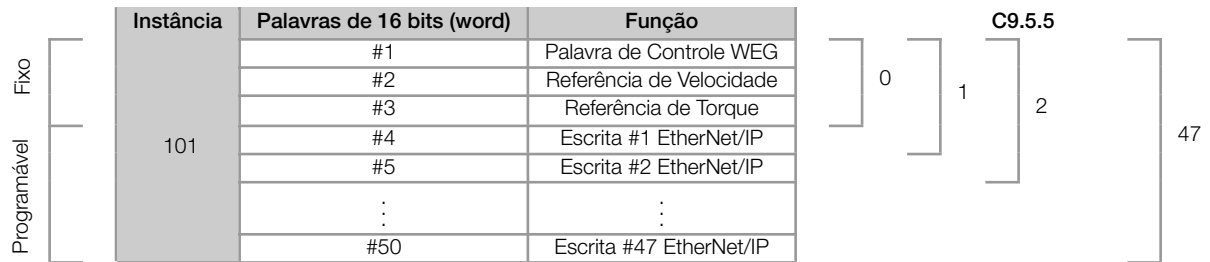 Instância Palavras de 16 bits (word) Função C9.5.5
Fixo
Programável
101
#1 Palavra de Controle WEG
#2 Referência de Velocidade
#3 Referência de Torque
#4 Escrita #1 EtherNet/IP
#5 Escrita #2 EtherNet/IP
. .
. .
. .
#50 Escrita #47 EtherNet/IP
0
1
2
47